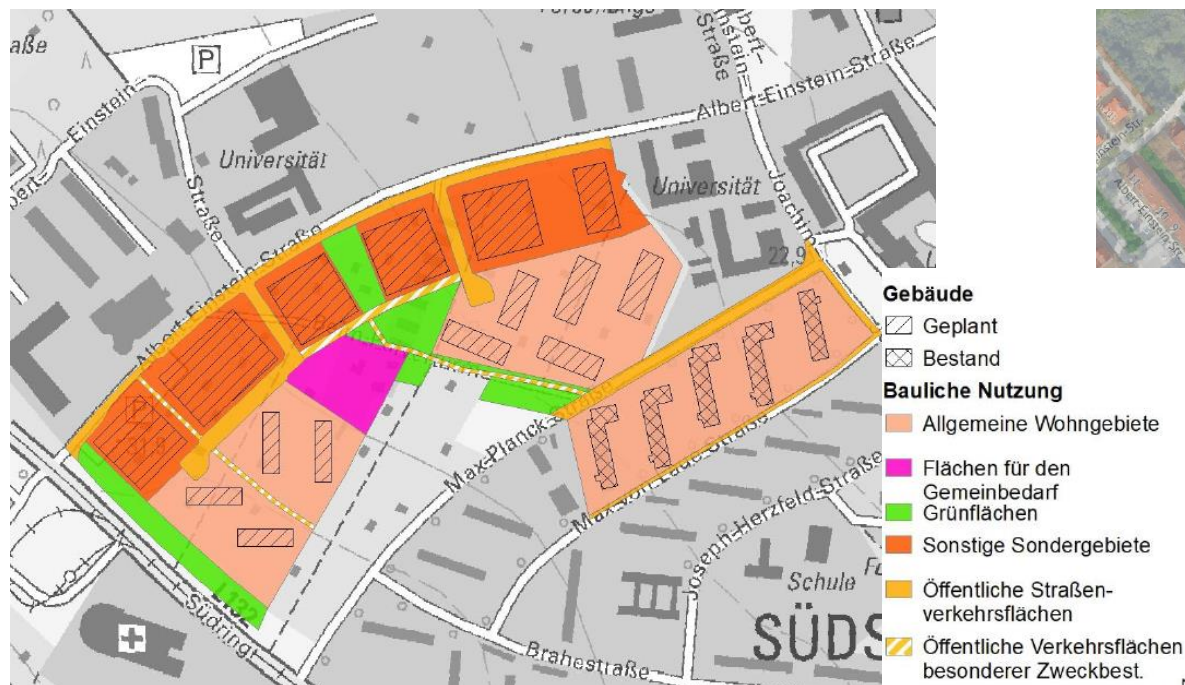 aße
P
Einstein-
Straße
Universität
Albert-Einstein-Straße
Straße
Albert-Einstein-Straße
Universität
Joachim
22,9
31,9
P
Max-Planck-Straße
Max-von-Laue-Straße
Joseph-Herzfeld-Straße
Schule
L132
Südring
Brahestraße
SÜDS
Gebäude
Geplant
Bestand
Bauliche Nutzung
Allgemeine Wohngebiete
Flächen für den
Gemeinbedarf
Grünflächen
Sonstige Sondergebiete
Öffentliche Straßen-
verkehrsflächen
Öffentliche Verkehrsflächen
besonderer Zweckbest.